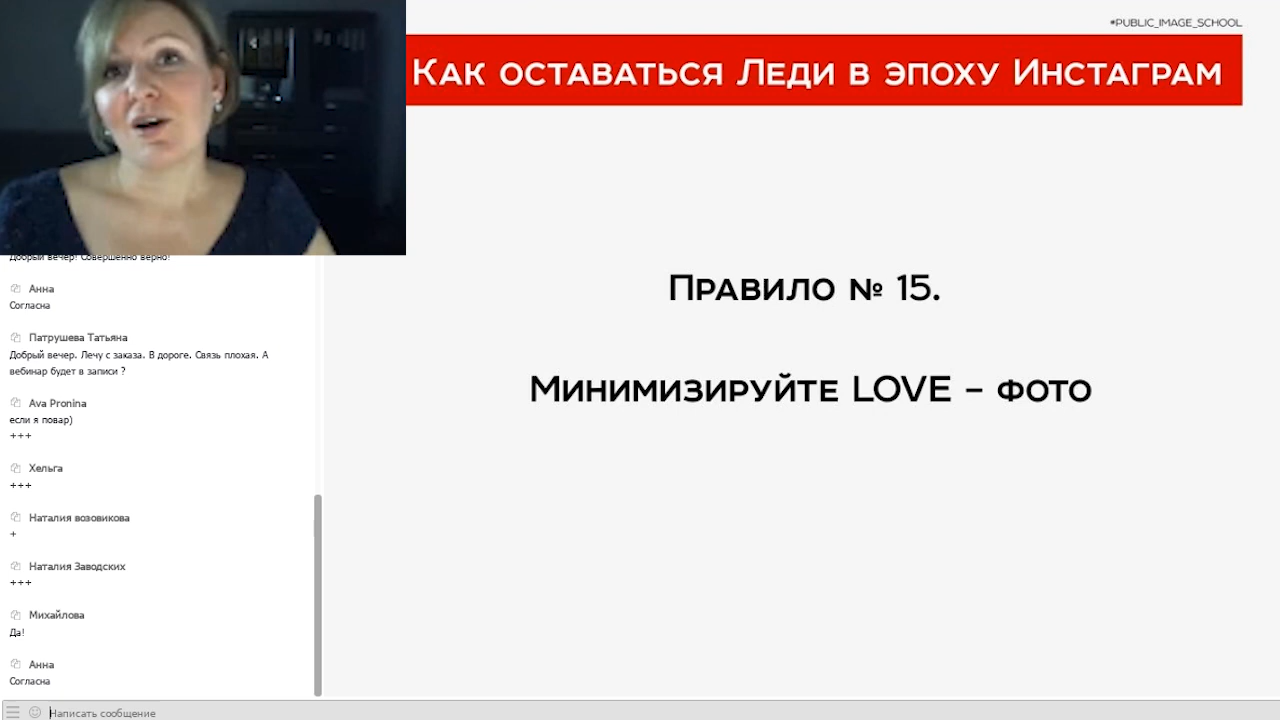 #PUBLIC_IMAGE_SCHOOL
Как оставаться Леди в эпоху Инстаграм
Правило № 15.
Минимизируйте LOVE – фото
Добрый вечер! Совершенно верно!
Анна
Согласна
Патрушева Татьяна
Добрый вечер. Лечу с заказа. В дороге. Связь плохая. А
вебинар будет в записи ?
Ava Pronina
если я повар)
+++
Хельга
+++
Наталия возовикова
+
Наталия Заводских
+++
Михайлова
Да!
Анна
Согласна
Написать сообщение